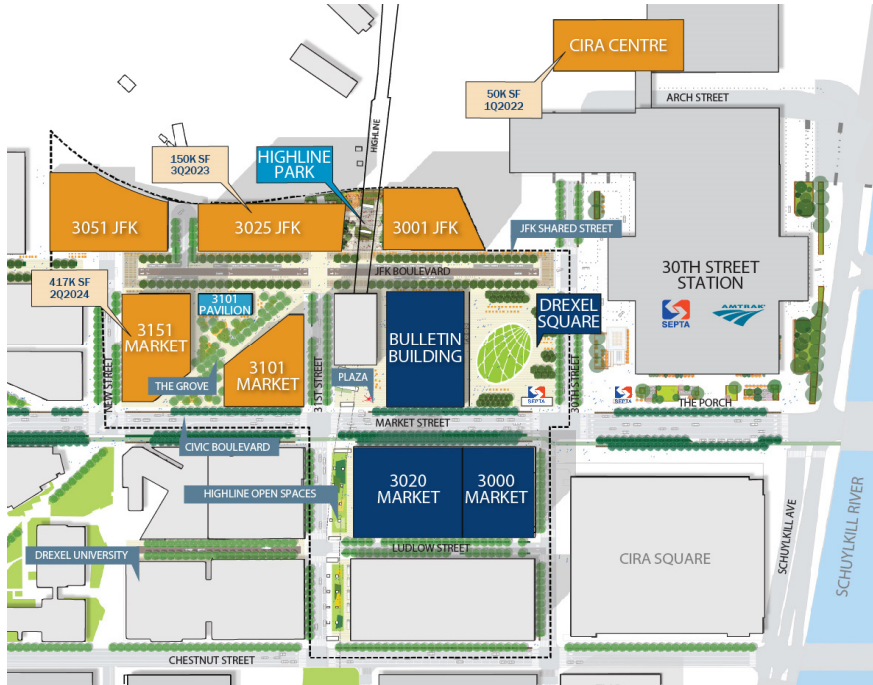 CIRA CENTRE
50K SF
1Q2022
ARCH STREET
150K SF
3Q2023
HIGHLINE
PARK
HIGHLINE
3051 JFK
3025 JFK
3001 JFK
JFK SHARED STREET
JFK BOULEVARD
30TH STREET
STATION
SEPTA
AMTRAK
417K SF
2Q2024
3101
PAVILION
3151
MARKET
3101
MARKET
THE GROVE
BULLETIN
BUILDING
DREXEL
SQUARE
PLAZA
NEW STREET
31ST STREET
30TH STREET
SEPTA
SEPTA
THE PORCH
MARKET STREET
CIVIC BOULEVARD
HIGHLINE OPEN SPACES
3020
MARKET
3000
MARKET
DREXEL UNIVERSITY
LUDLOW STREET
CIRA SQUARE
SCHUYLKILL AVE
SCHUYLKILL RIVER
CHESTNUT STREET